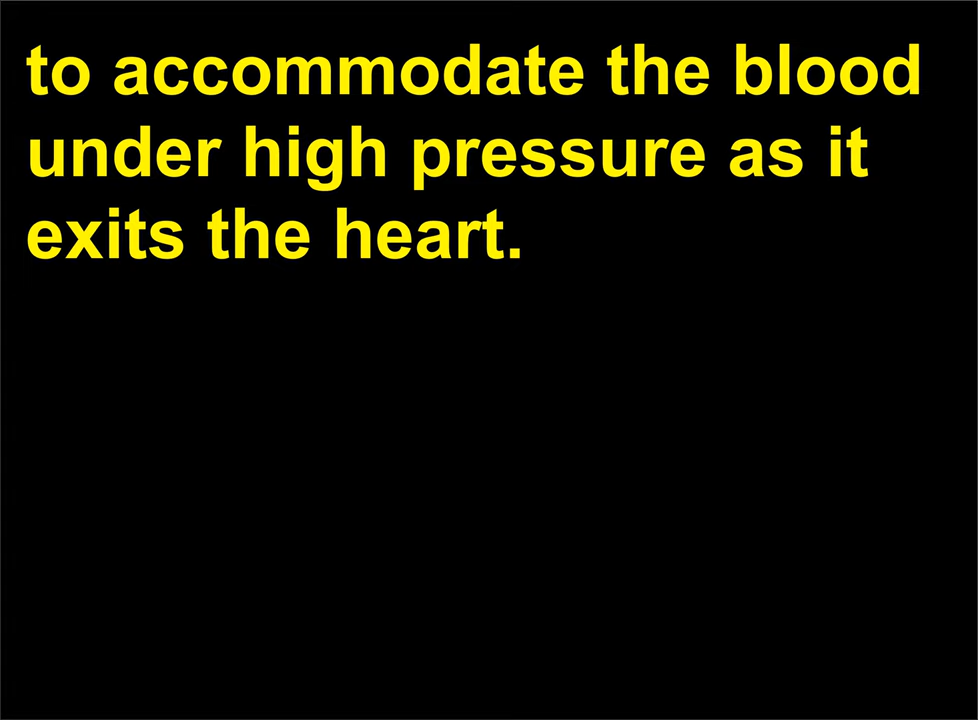 to accommodate the blood
under high pressure as it
exits the heart.